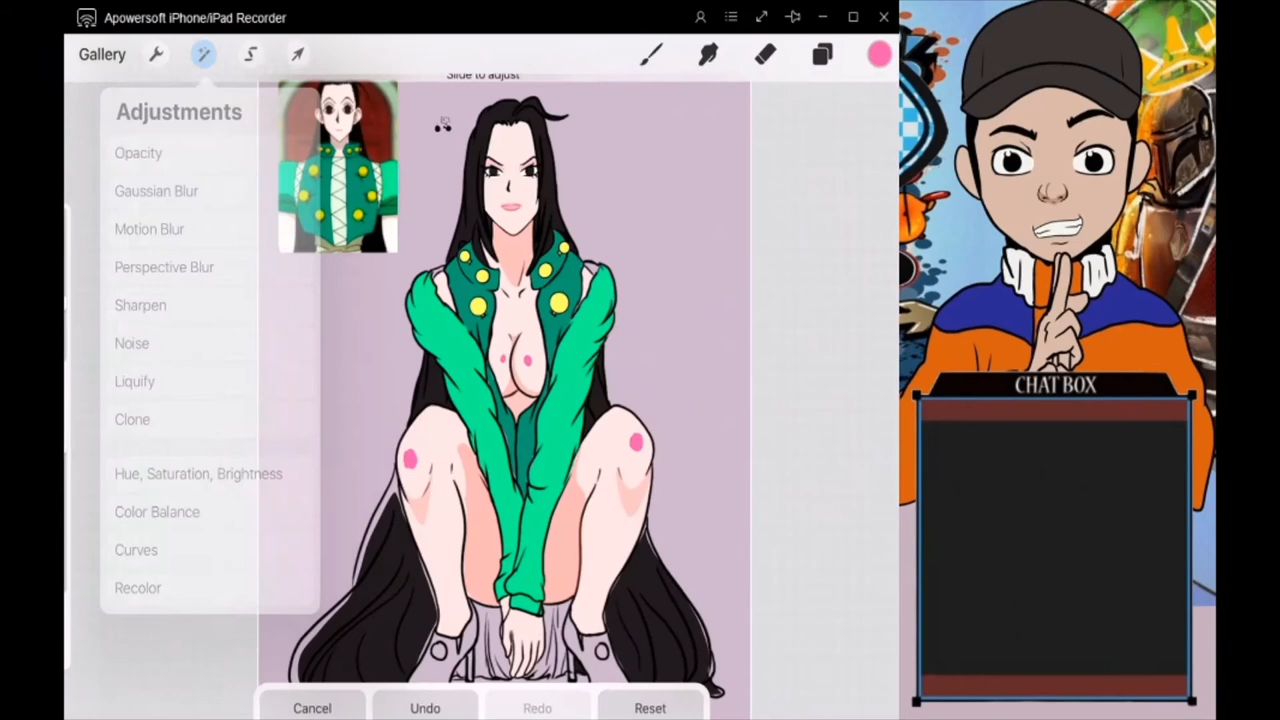 Apowersoft iPhone/iPad Recorder
Gallery
Slide to adjust
Adjustments
Opacity
Gaussian Blur
Motion Blur
Perspective Blur
Sharpen
Noise
Liquify
Clone
Hue, Saturation, Brightness
Color Balance
Curves
Recolor
Cancel
Undo
Redo
Reset
CHAT BOX